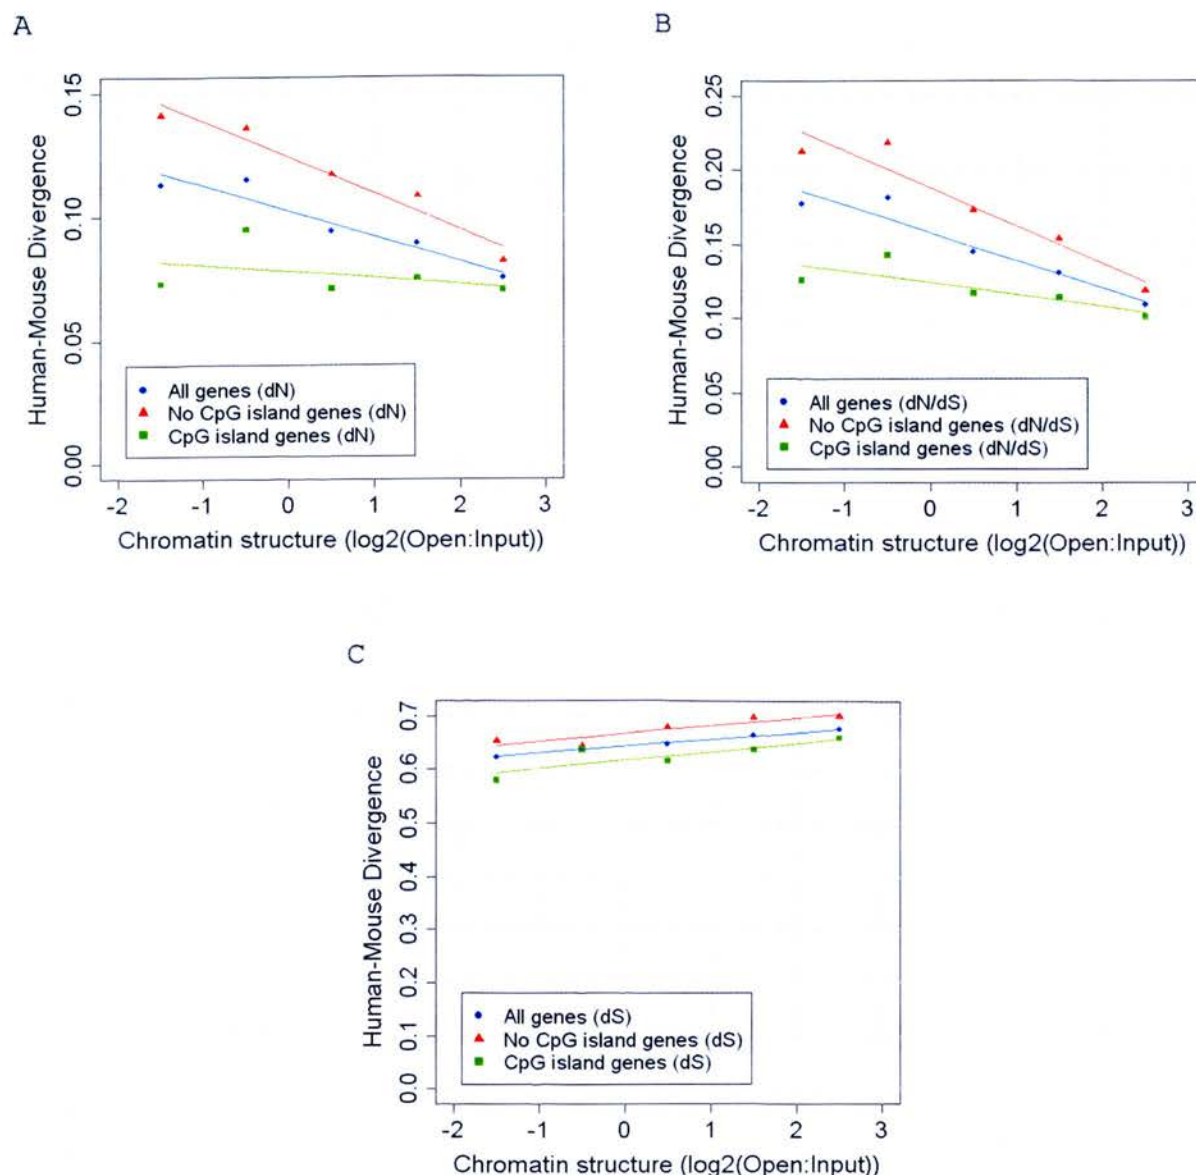 A
Human-Mouse Divergence
0.15
0.10
0.05
0.00
All genes (dN)
No CpG island genes (dN)
CpG island genes (dN)
-2 -1 0 1 2 3
Chromatin structure (log2(Open:Input))
B
Human-Mouse Divergence
0.25
0.20
0.15
0.10
0.05
0.00
All genes (dN/dS)
No CpG island genes (dN/dS)
CpG island genes (dN/dS)
-2 -1 0 1 2 3
Chromatin structure (log2(Open:Input))
C
Human-Mouse Divergence
0.7
0.6
0.5
0.4
0.3
0.2
0.1
0.0
All genes (dS)
No CpG island genes (dS)
CpG island genes (dS)
-2 -1 0 1 2 3
Chromatin structure (log2(Open:Input))